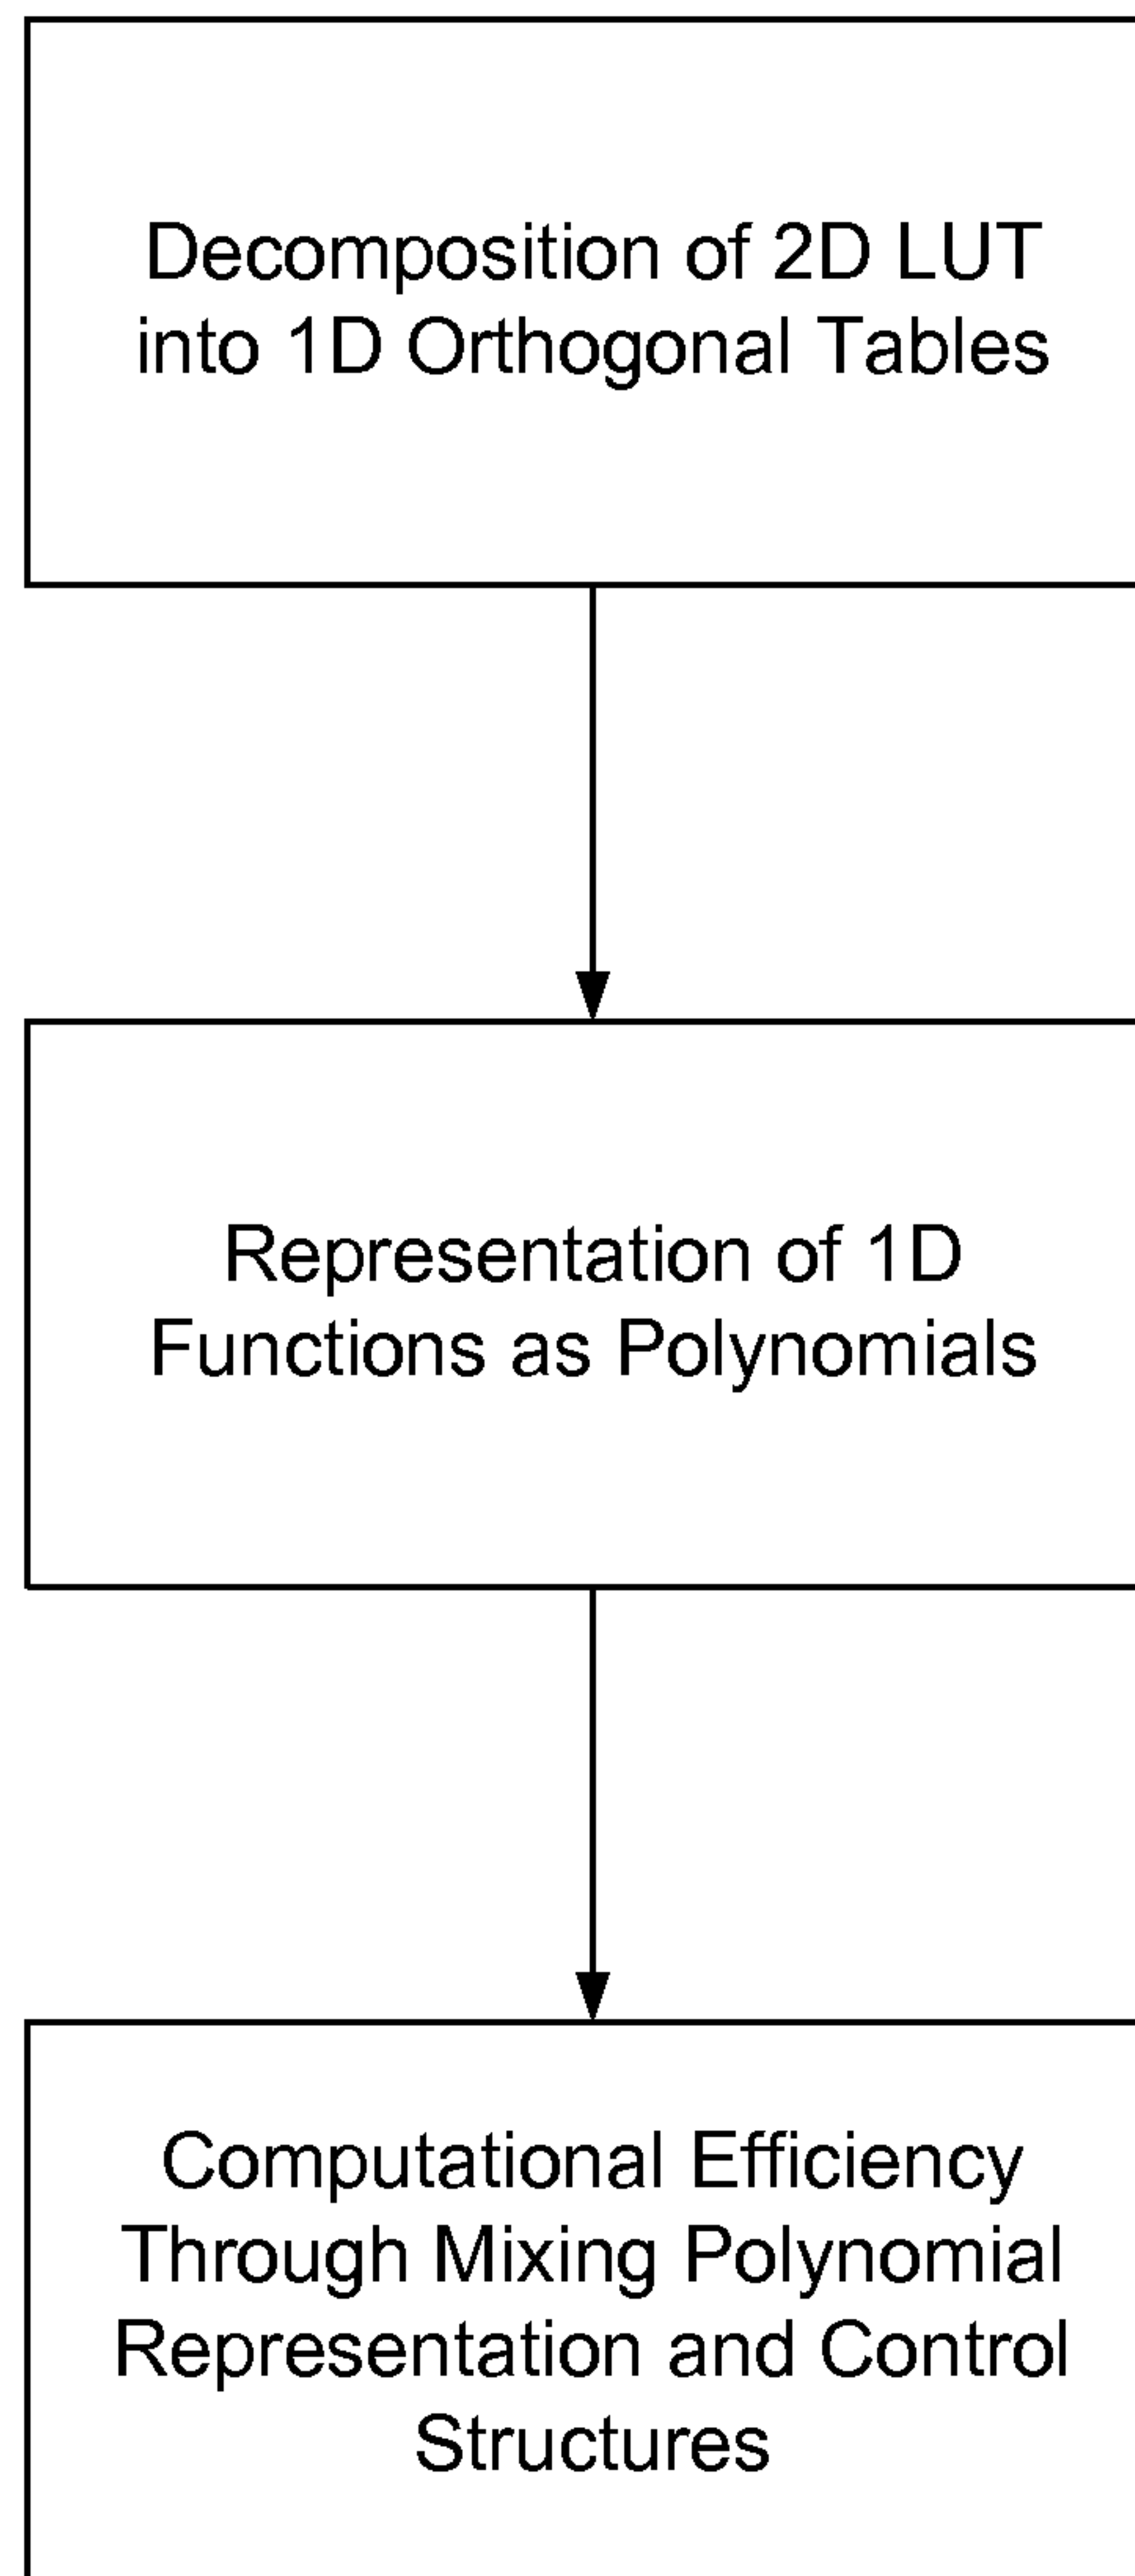 Decomposition of 2D LUT
into 1D Orthogonal Tables
Representation of 1D
Functions as Polynomials
Computational Efficiency
Through Mixing Polynomial
Representation and Control
Structures